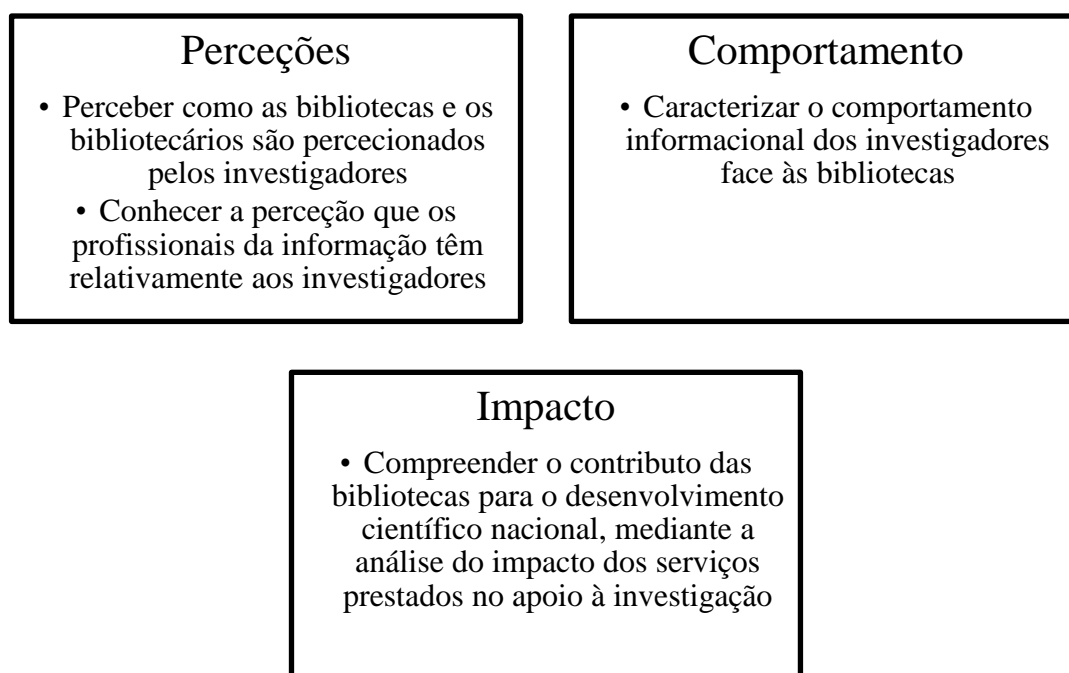 Perceções
• Perceber como as bibliotecas e os
bibliotecários são percecionados
pelos investigadores
• Conhecer a perceção que os
profissionais da informação têm
relativamente aos investigadores
Comportamento
• Caracterizar o comportamento
informacional dos investigadores
face às bibliotecas
Impacto
• Compreender o contributo das
bibliotecas para o desenvolvimento
científico nacional, mediante a
análise do impacto dos serviços
prestados no apoio à investigação